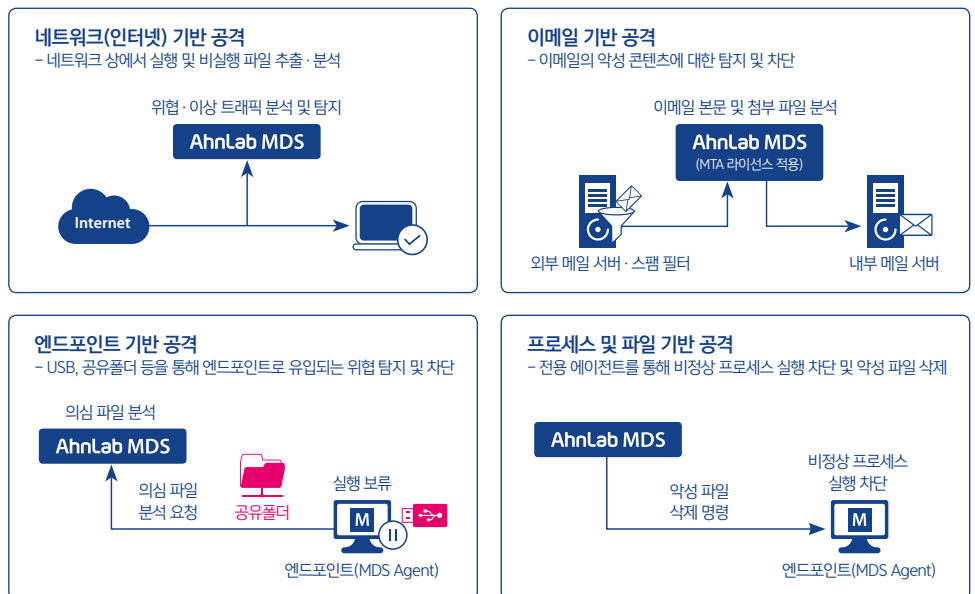 네트워크(인터넷) 기반 공격
– 네트워크 상에서 실행 및 비실행 파일 추출 · 분석
위협 · 이상 트래픽 분석 및 탐지
AhnLab MDS
Internet
이메일 기반 공격
– 이메일의 악성 콘텐츠에 대한 탐지 및 차단
이메일 본문 및 첨부 파일 분석
AhnLab MDS
(MTA 라이선스 적용)
외부 메일 서버 · 스팸 필터
내부 메일 서버
엔드포인트 기반 공격
– USB, 공유폴더 등을 통해 엔드포인트로 유입되는 위협 탐지 및 차단
의심 파일 분석
AhnLab MDS
의심 파일
분석 요청
공유폴더
실행 보류
M
엔드포인트(MDS Agent)
프로세스 및 파일 기반 공격
– 전용 에이전트를 통해 비정상 프로세스 실행 차단 및 악성 파일 삭제
AhnLab MDS
악성 파일
삭제 명령
비정상 프로세스
실행 차단
M
엔드포인트(MDS Agent)